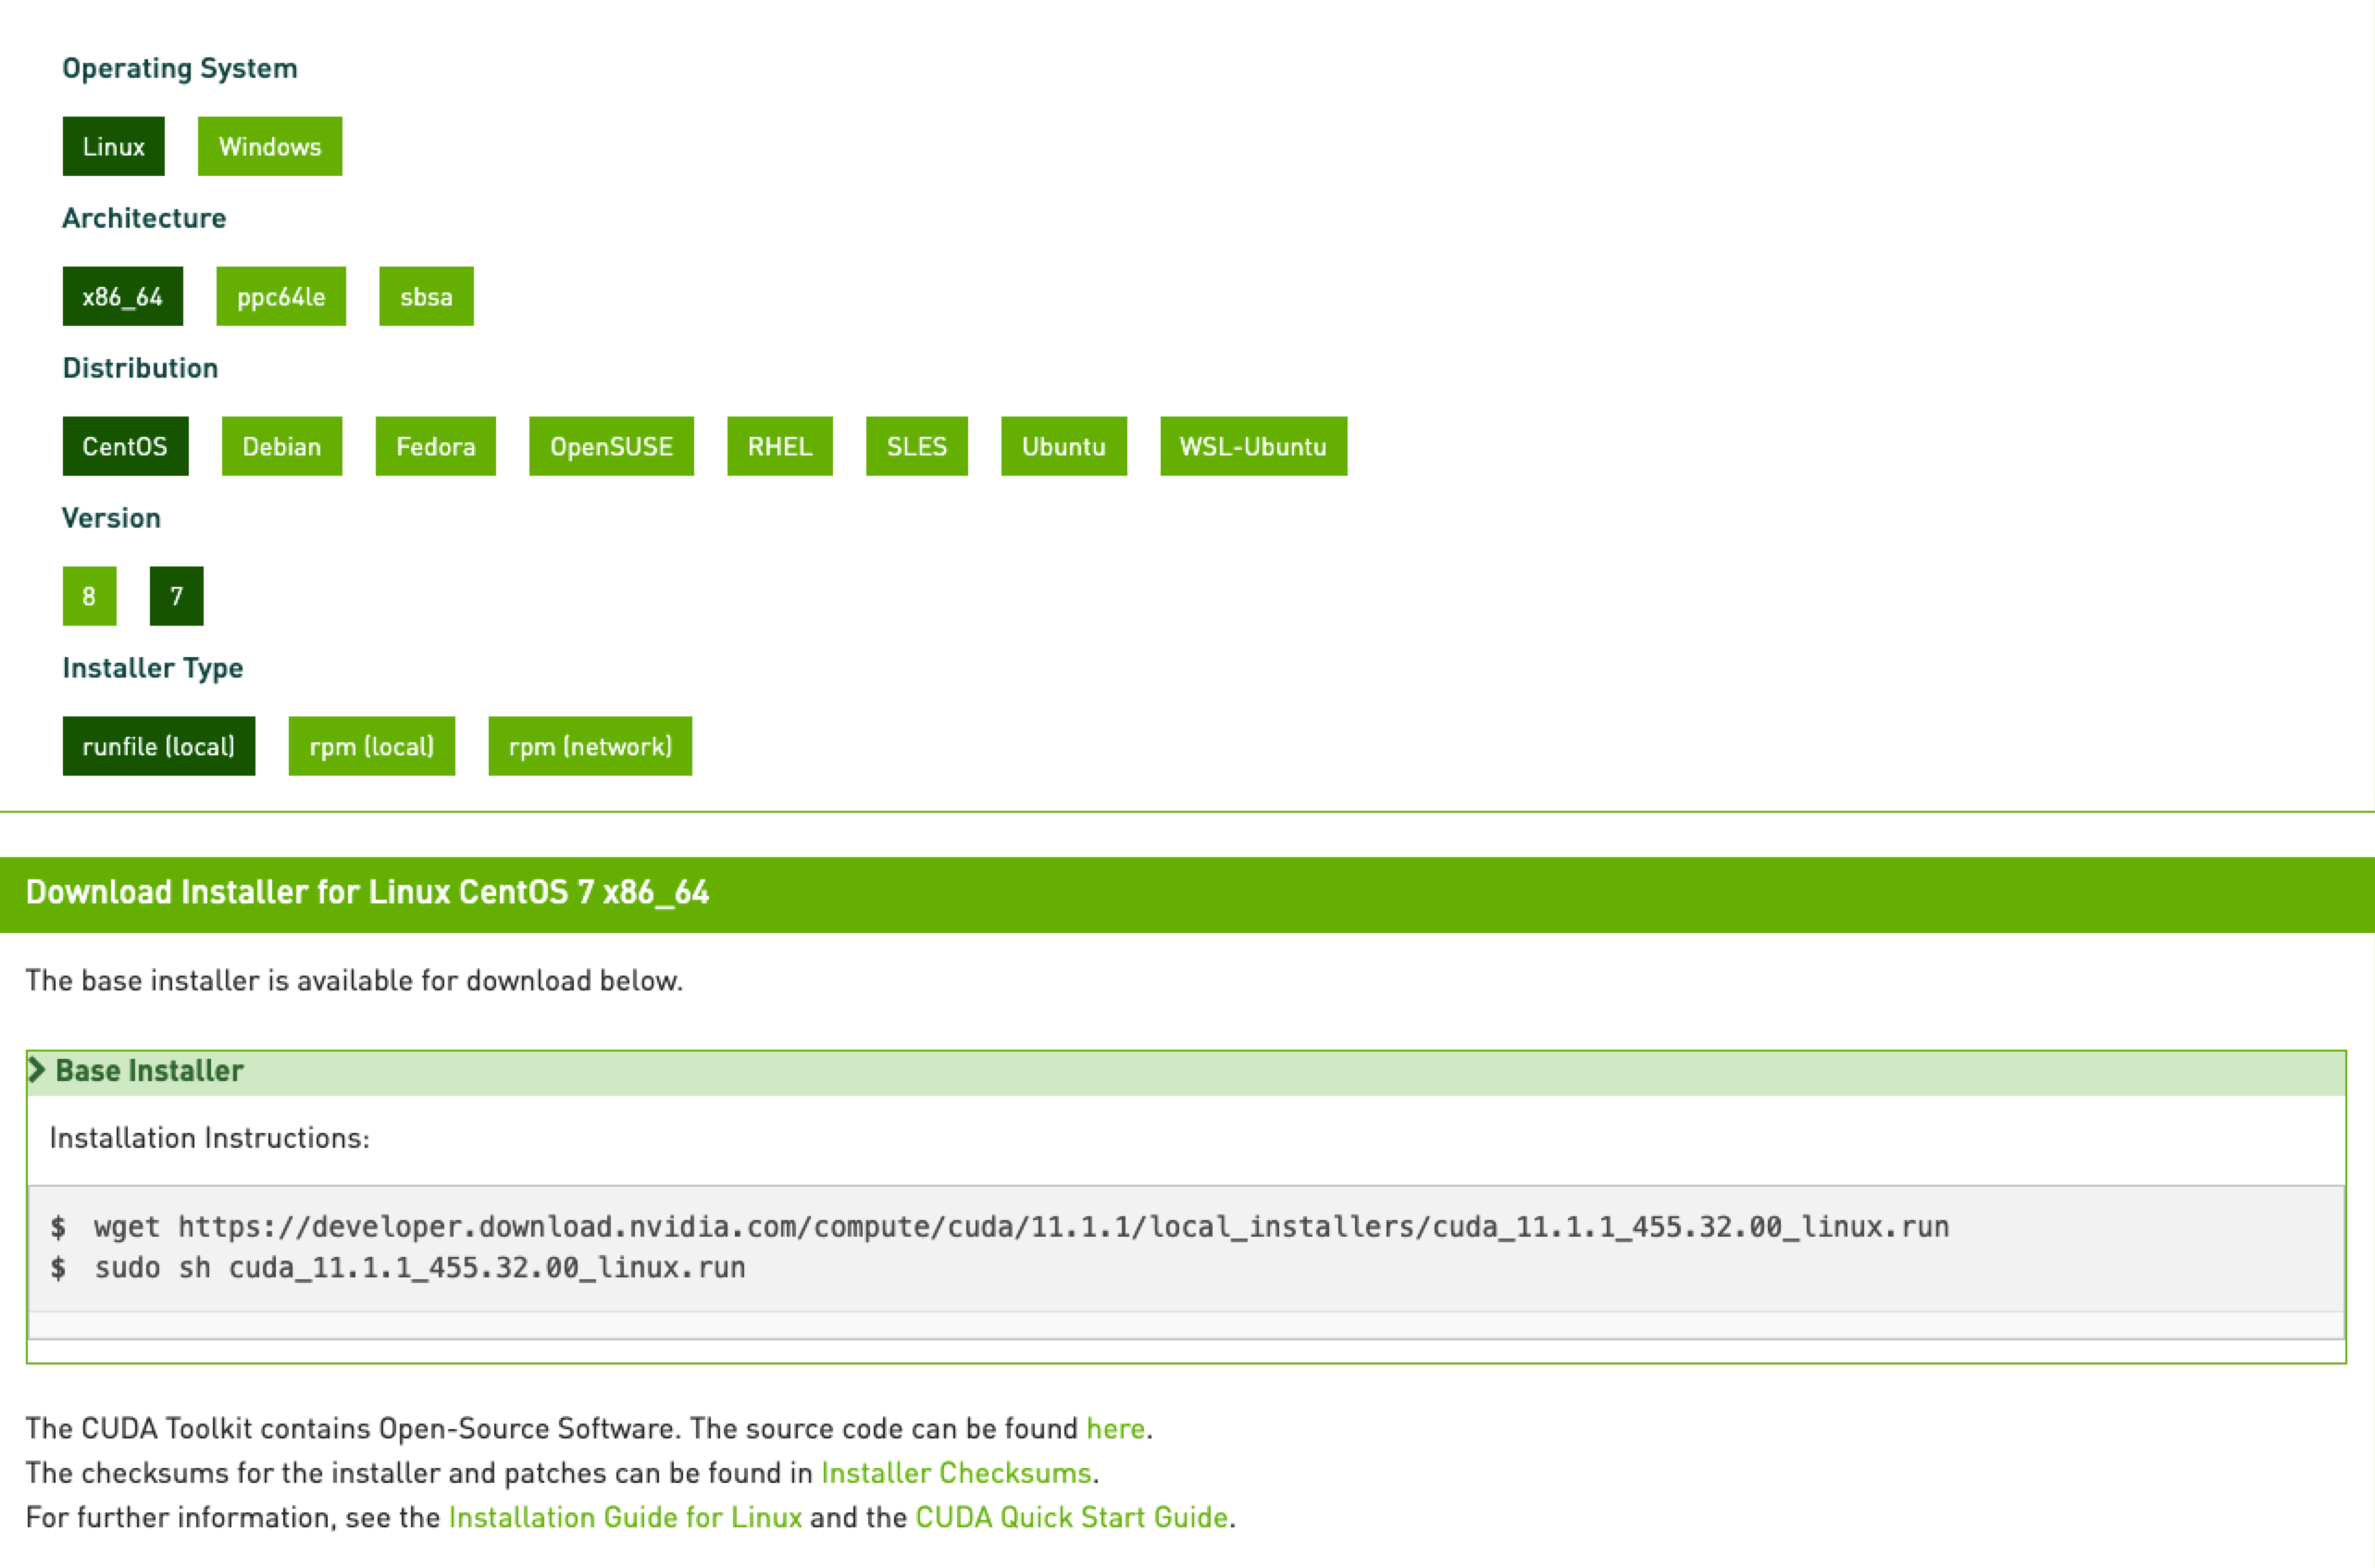 Operating System
Linux Windows
Architecture
x86_64 ppc64le sbsa
Distribution
CentOS Debian Fedora OpenSUSE RHEL SLES Ubuntu WSL-Ubuntu
Version
8 7
Installer Type
runfile (local) rpm (local) rpm (network)
Download Installer for Linux CentOS 7 x86_64
The base installer is available for download below.
Base Installer
Installation Instructions:
$ wget https://developer.download.nvidia.com/compute/cuda/11.1.1/local_installers/cuda_11.1.1_455.32.00_linux.run
$ sudo sh cuda_11.1.1_455.32.00_linux.run
The CUDA Toolkit contains Open-Source Software. The source code can be found here.
The checksums for the installer and patches can be found in Installer Checksums.
For further information, see the Installation Guide for Linux and the CUDA Quick Start Guide.